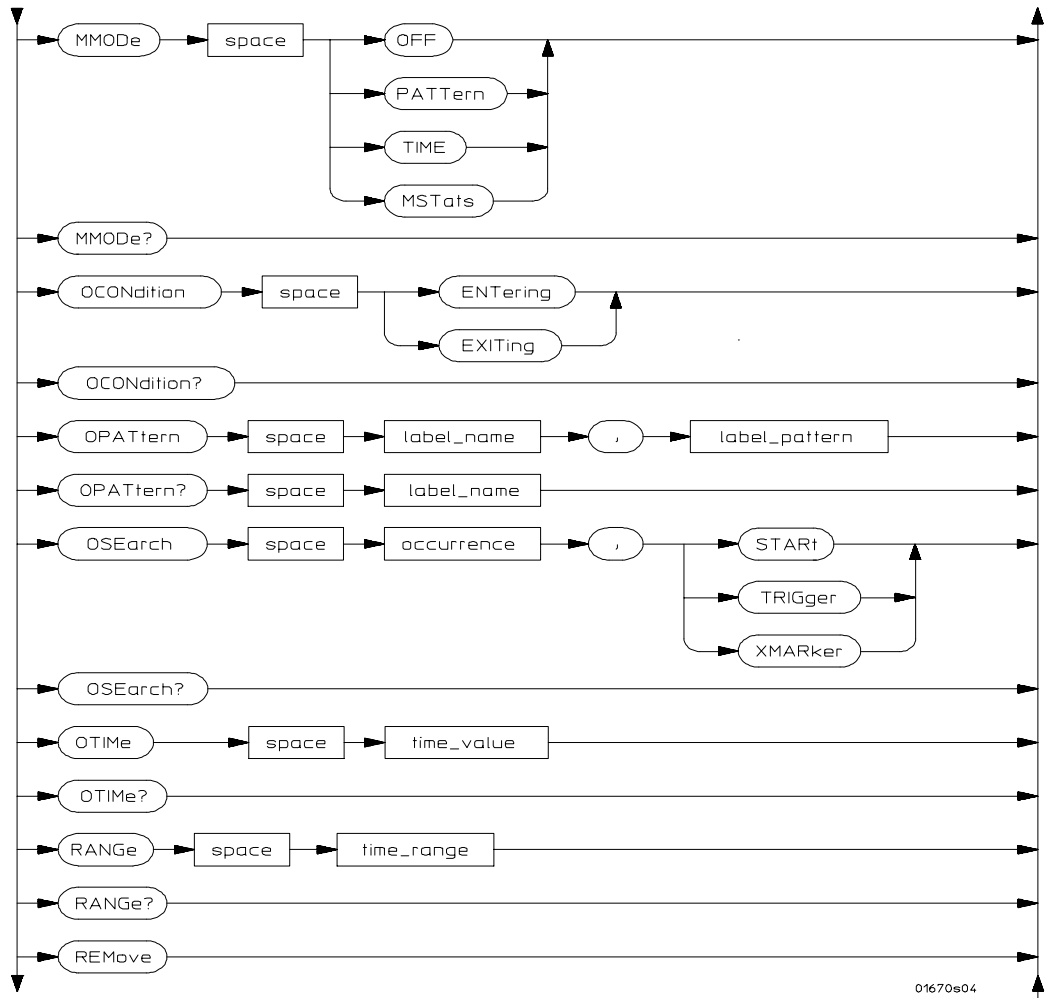 MMODe space OFF
PATTern
TIME
MSTats
MMODe?
OCONdition space ENTering
EXITing
OCONdition?
OPATtern space label_name , label_pattern
OPATtern? space label_name
OSEarch space occurrence , STARt
TRIGger
XMARker
OSEarch?
OTIMe space time_value
OTIMe?
RANGe space time_range
RANGe?
REMove
01670s04